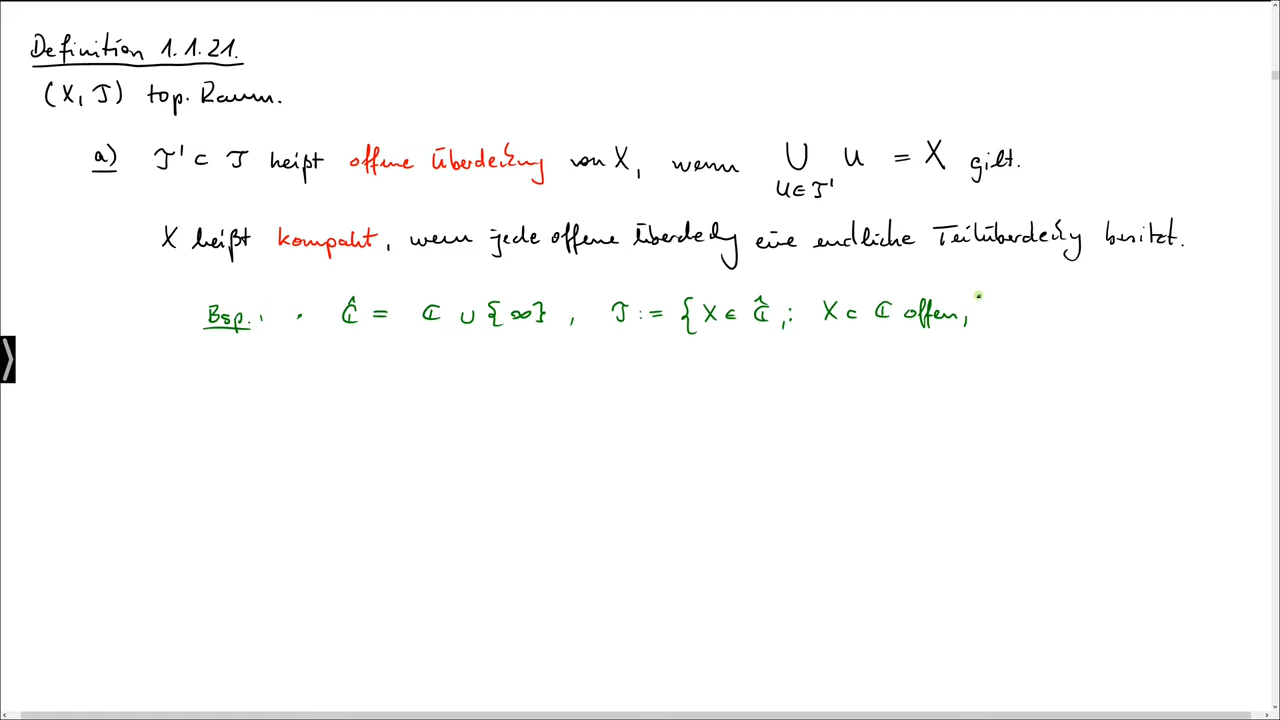 Definition 1.1.21.
(X, T) top. Raum.
a) T' ⊂ T heißt offene Überdeckung von X, wenn ⋃_{U∈T'} U = X gilt.
X heißt kompakt, wenn jede offene Überdeckung eine endliche Teilüberdeckung besitzt.
Bsp.: • Ĉ = ℂ ∪ {∞}, T := {X ∈ Ĉ,: X ⊂ ℂ offen,